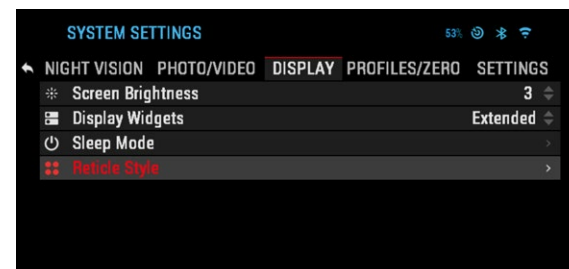 SYSTEM SETTINGS 53%
NIGHT VISION PHOTO/VIDEO DISPLAY PROFILES/ZERO SETTINGS
Screen Brightness 3
Display Widgets Extended
Sleep Mode
Reticle Style